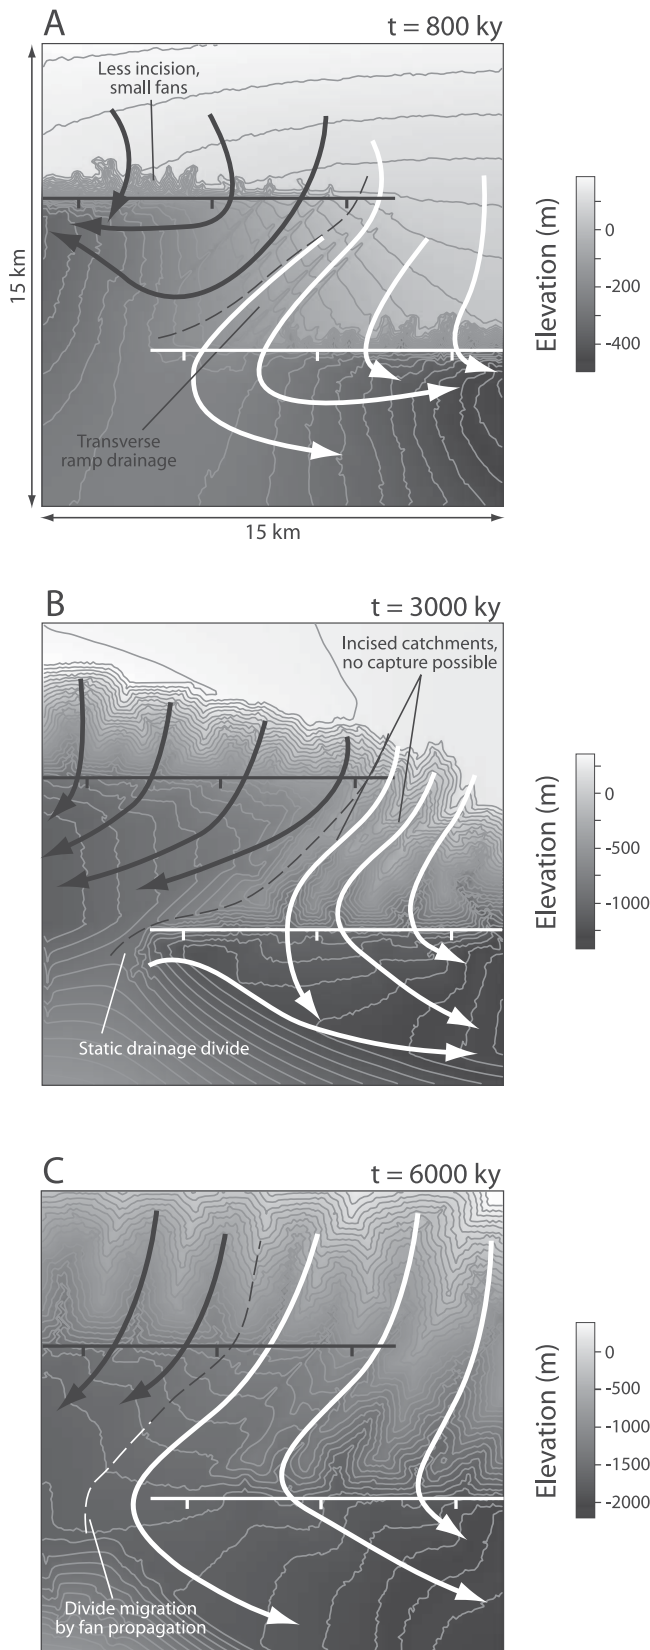 A
t = 800 ky
Less incision,
small fans
15 km
Transverse
ramp drainage
15 km
Elevation (m)
0
-200
-400
B
t = 3000 ky
Incised catchments,
no capture possible
Static drainage divide
Elevation (m)
0
-500
-1000
C
t = 6000 ky
Divide migration
by fan propagation
Elevation (m)
0
-500
-1000
-1500
-2000